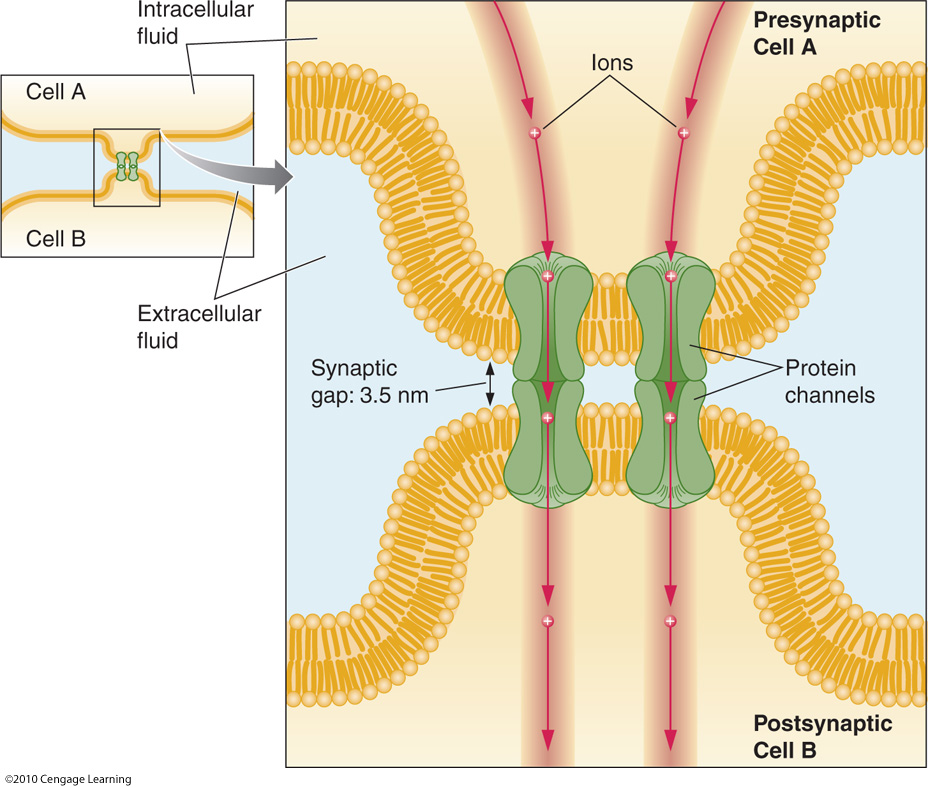 Intracellular
fluid
Cell A
Cell B
Extracellular
fluid
Presynaptic
Cell A
Ions
Synaptic
gap: 3.5 nm
Protein
channels
Postsynaptic
Cell B
©2010 Cengage Learning